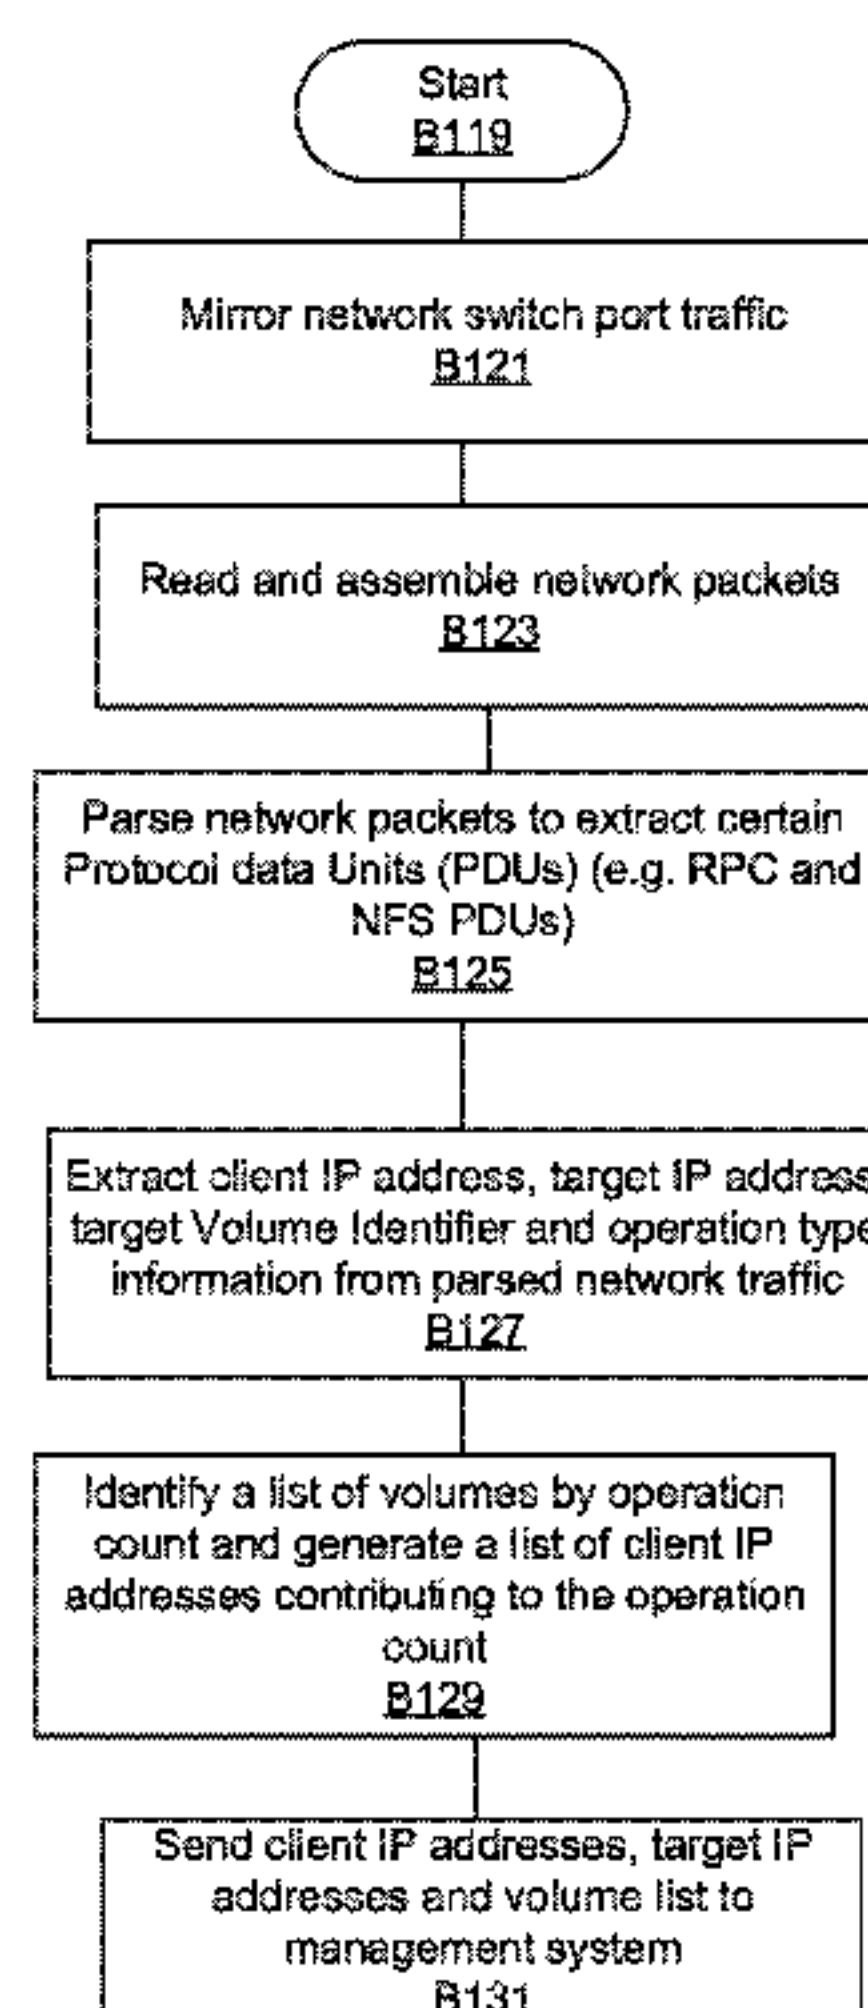 Start
B119
Mirror network switch port traffic
B121
Read and assemble network packets
B123
Parse network packets to extract certain
Protocol data Units (PDUs) (e.g. RPC and
NFS PDUs)
B125
Extract client IP address, target IP address
target Volume Identifier and operation type
information from parsed network traffic
B127
Identify a list of volumes by operation
count and generate a list of client IP
addresses contributing to the operation
count
B129
Send client IP addresses, target IP
addresses and volume list to
management system
B131